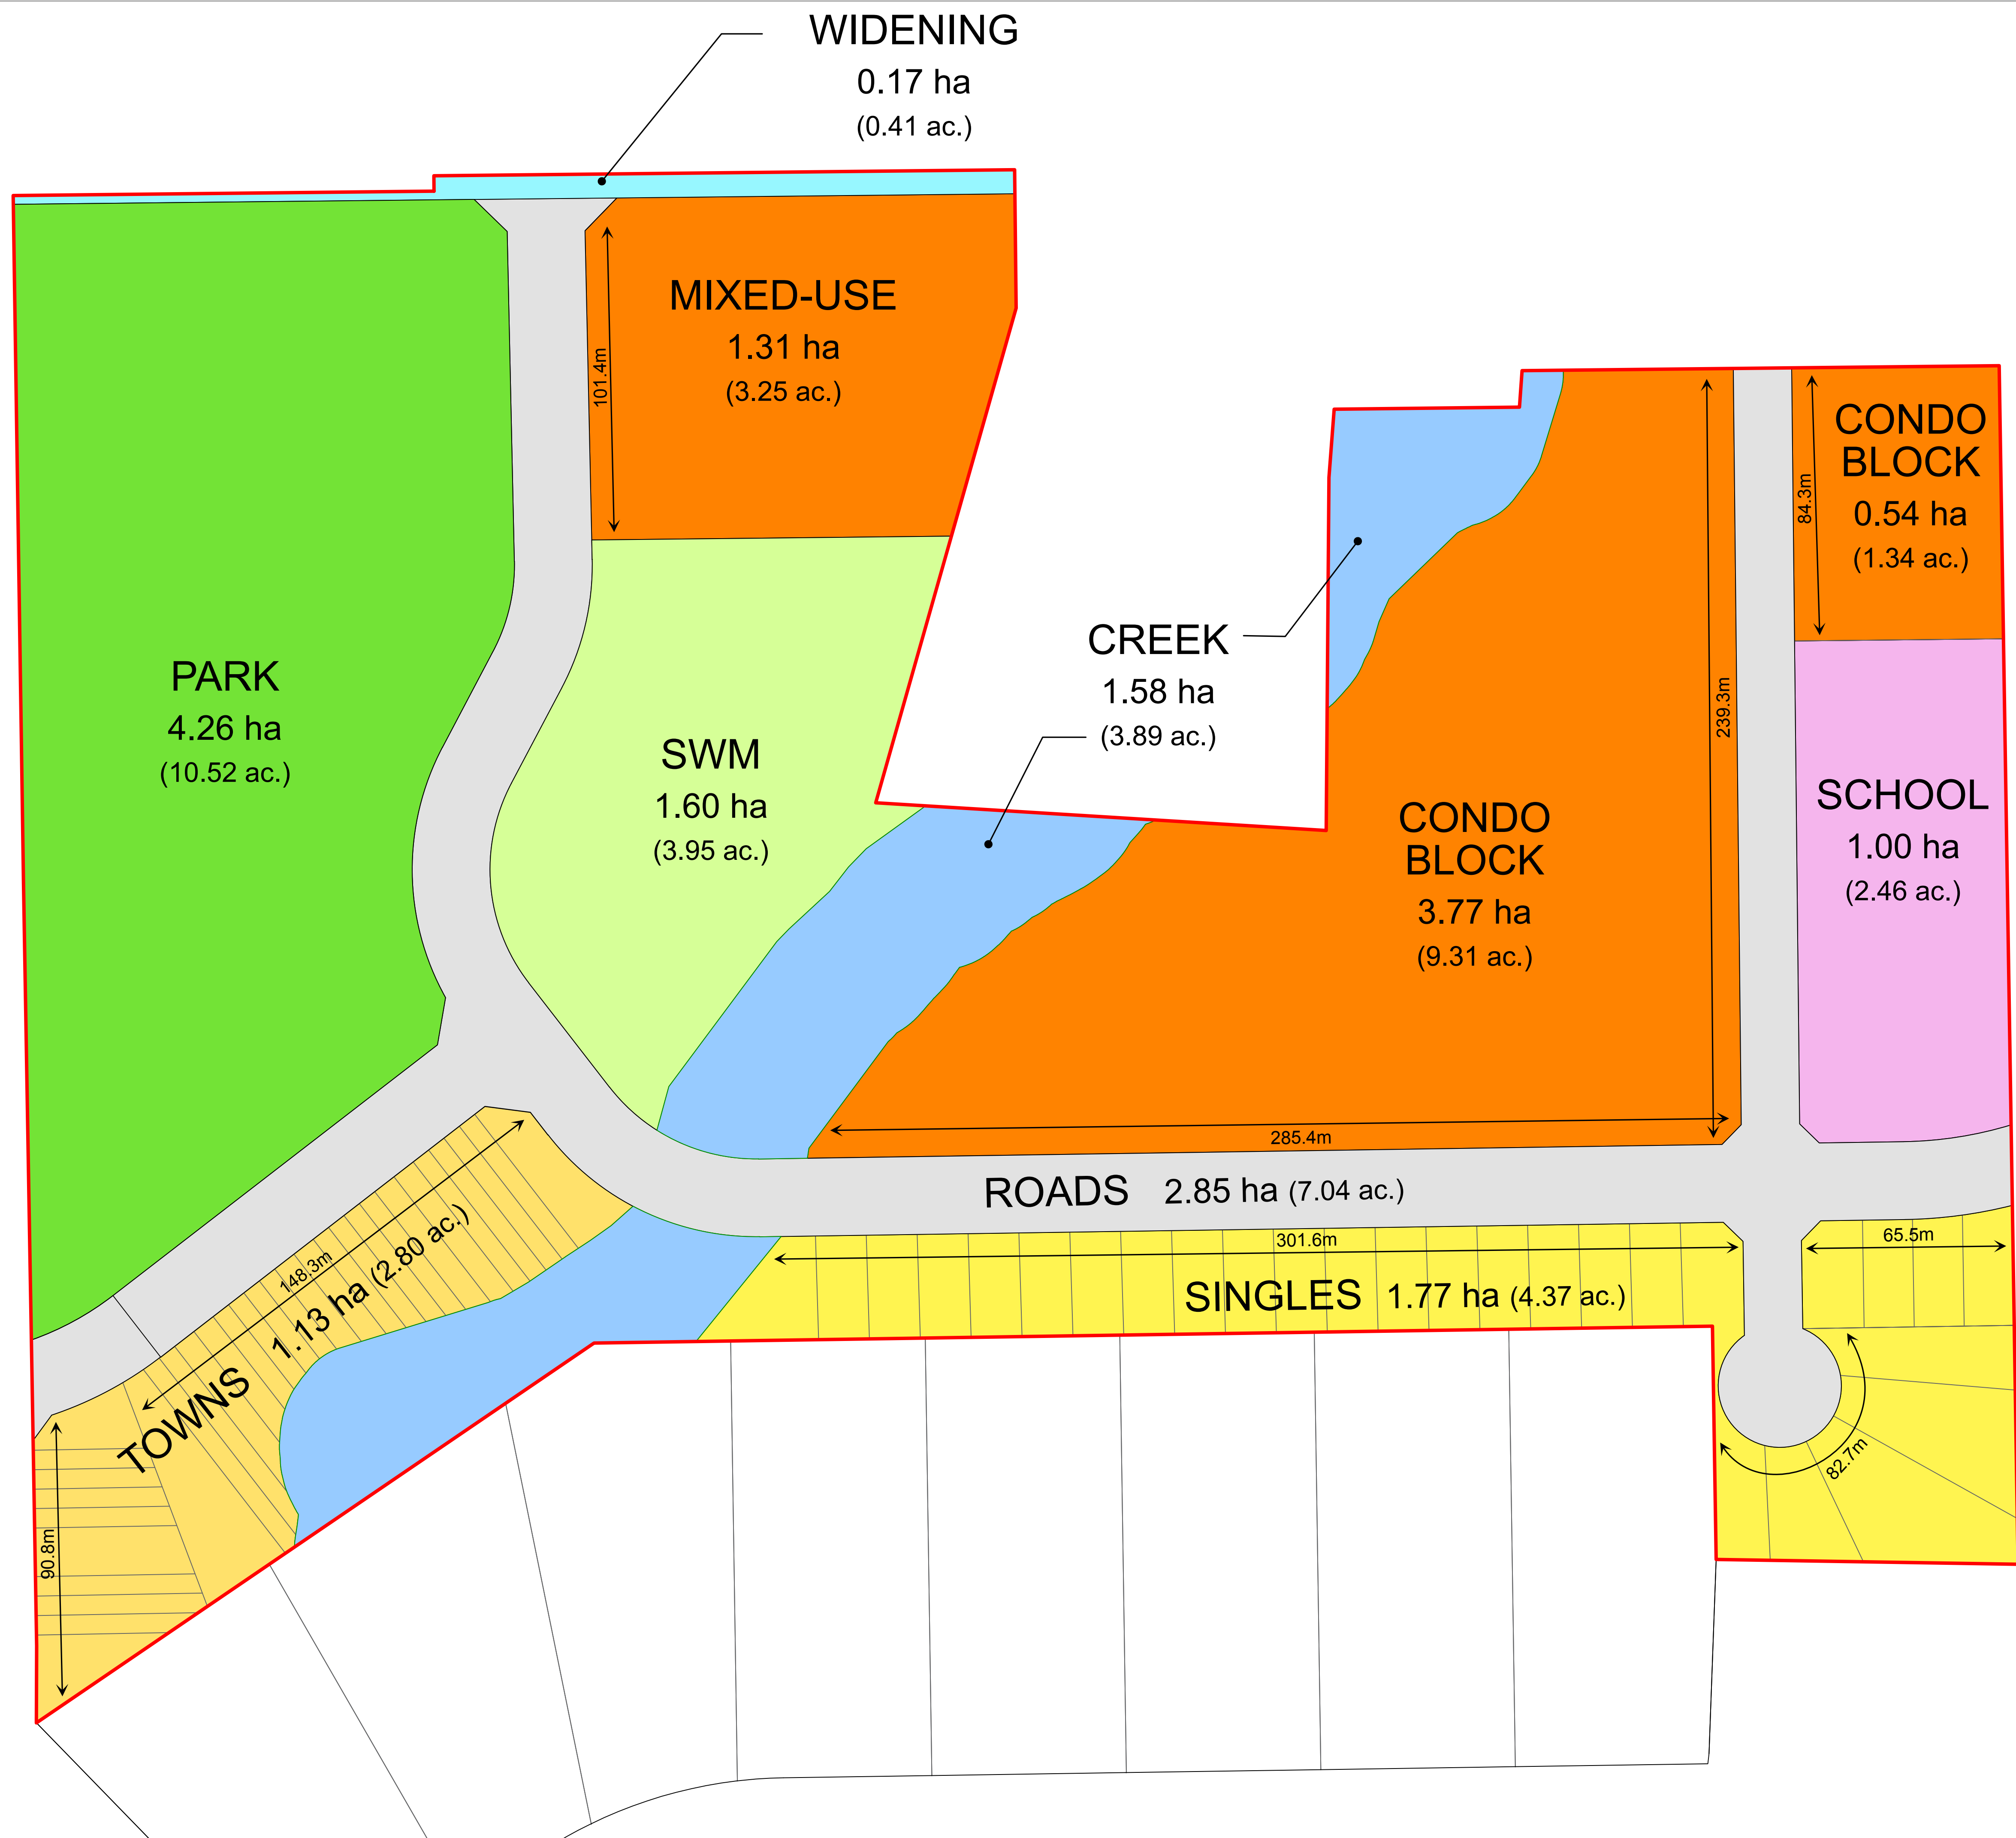 WIDENING
0.17 ha
(0.41 ac.)
MIXED-USE
1.31 ha
(3.25 ac.)
101.4m
CONDO
BLOCK
0.54 ha
(1.34 ac.)
84.3m
PARK
4.26 ha
(10.52 ac.)
SWM
1.60 ha
(3.95 ac.)
CREEK
1.58 ha
(3.89 ac.)
239.3m
CONDO
BLOCK
3.77 ha
(9.31 ac.)
SCHOOL
1.00 ha
(2.46 ac.)
285.4m
ROADS 2.85 ha (7.04 ac.)
301.6m
65.5m
SINGLES 1.77 ha (4.37 ac.)
148.3m
TOWNS 1.13 ha (2.80 ac.)
82.7m
90.8m